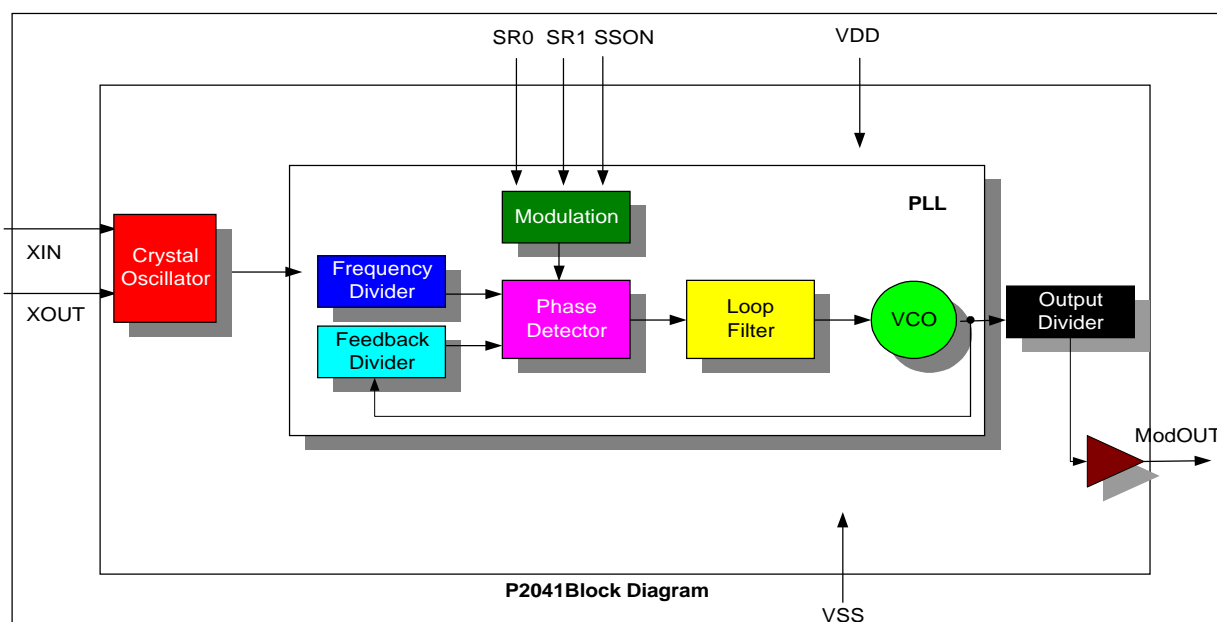 SR0 SR1 SSON VDD
PLL
Modulation
XIN
Crystal
Oscillator
XOUT
Frequency
Divider
Feedback
Divider
Phase
Detector
Loop
Filter
VCO
Output
Divider
ModOUT
P2041Block Diagram
VSS